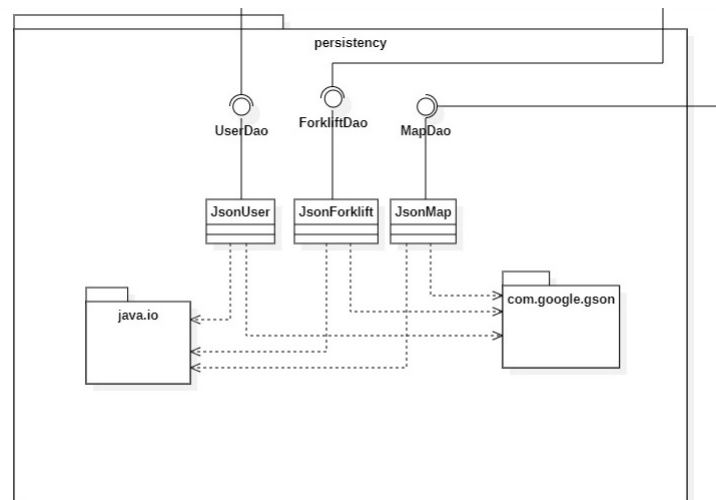 persistency
UserDao
ForkliftDao
MapDao
JsonUser
JsonForklift
JsonMap
java.io
com.google.gson